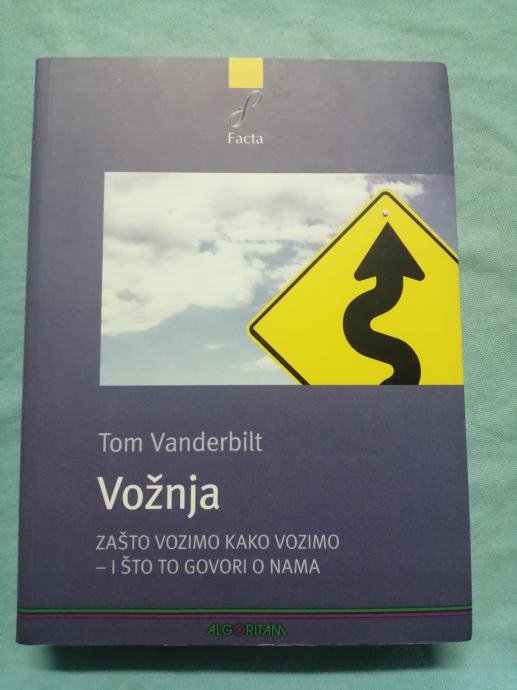 Facta
Tom Vanderbilt
Vožnja
ZAŠTO VOZIMO KAKO VOZIMO
– I ŠTO TO GOVORI O NAMA
ALGORITAM